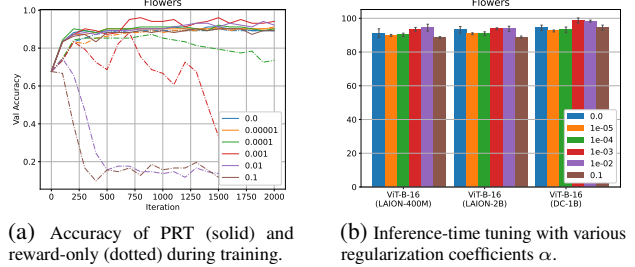 Flowers
1.0
0.8
0.6
0.4
0.2
Val Accuracy
0.0
0.00001
0.0001
0.001
0.01
0.1
0 250 500 750 1000 1250 1500 1750 2000
Iteration
(a) Accuracy of PRT (solid) and
reward-only (dotted) during training.
Flowers
100
80
60
40
20
0
0.0
1e-05
1e-04
1e-03
1e-02
0.1
ViT-B-16
(LAION-400M)
ViT-B-16
(LAION-2B)
ViT-B-16
(DC-1B)
(b) Inference-time tuning with various
regularization coefficients α.